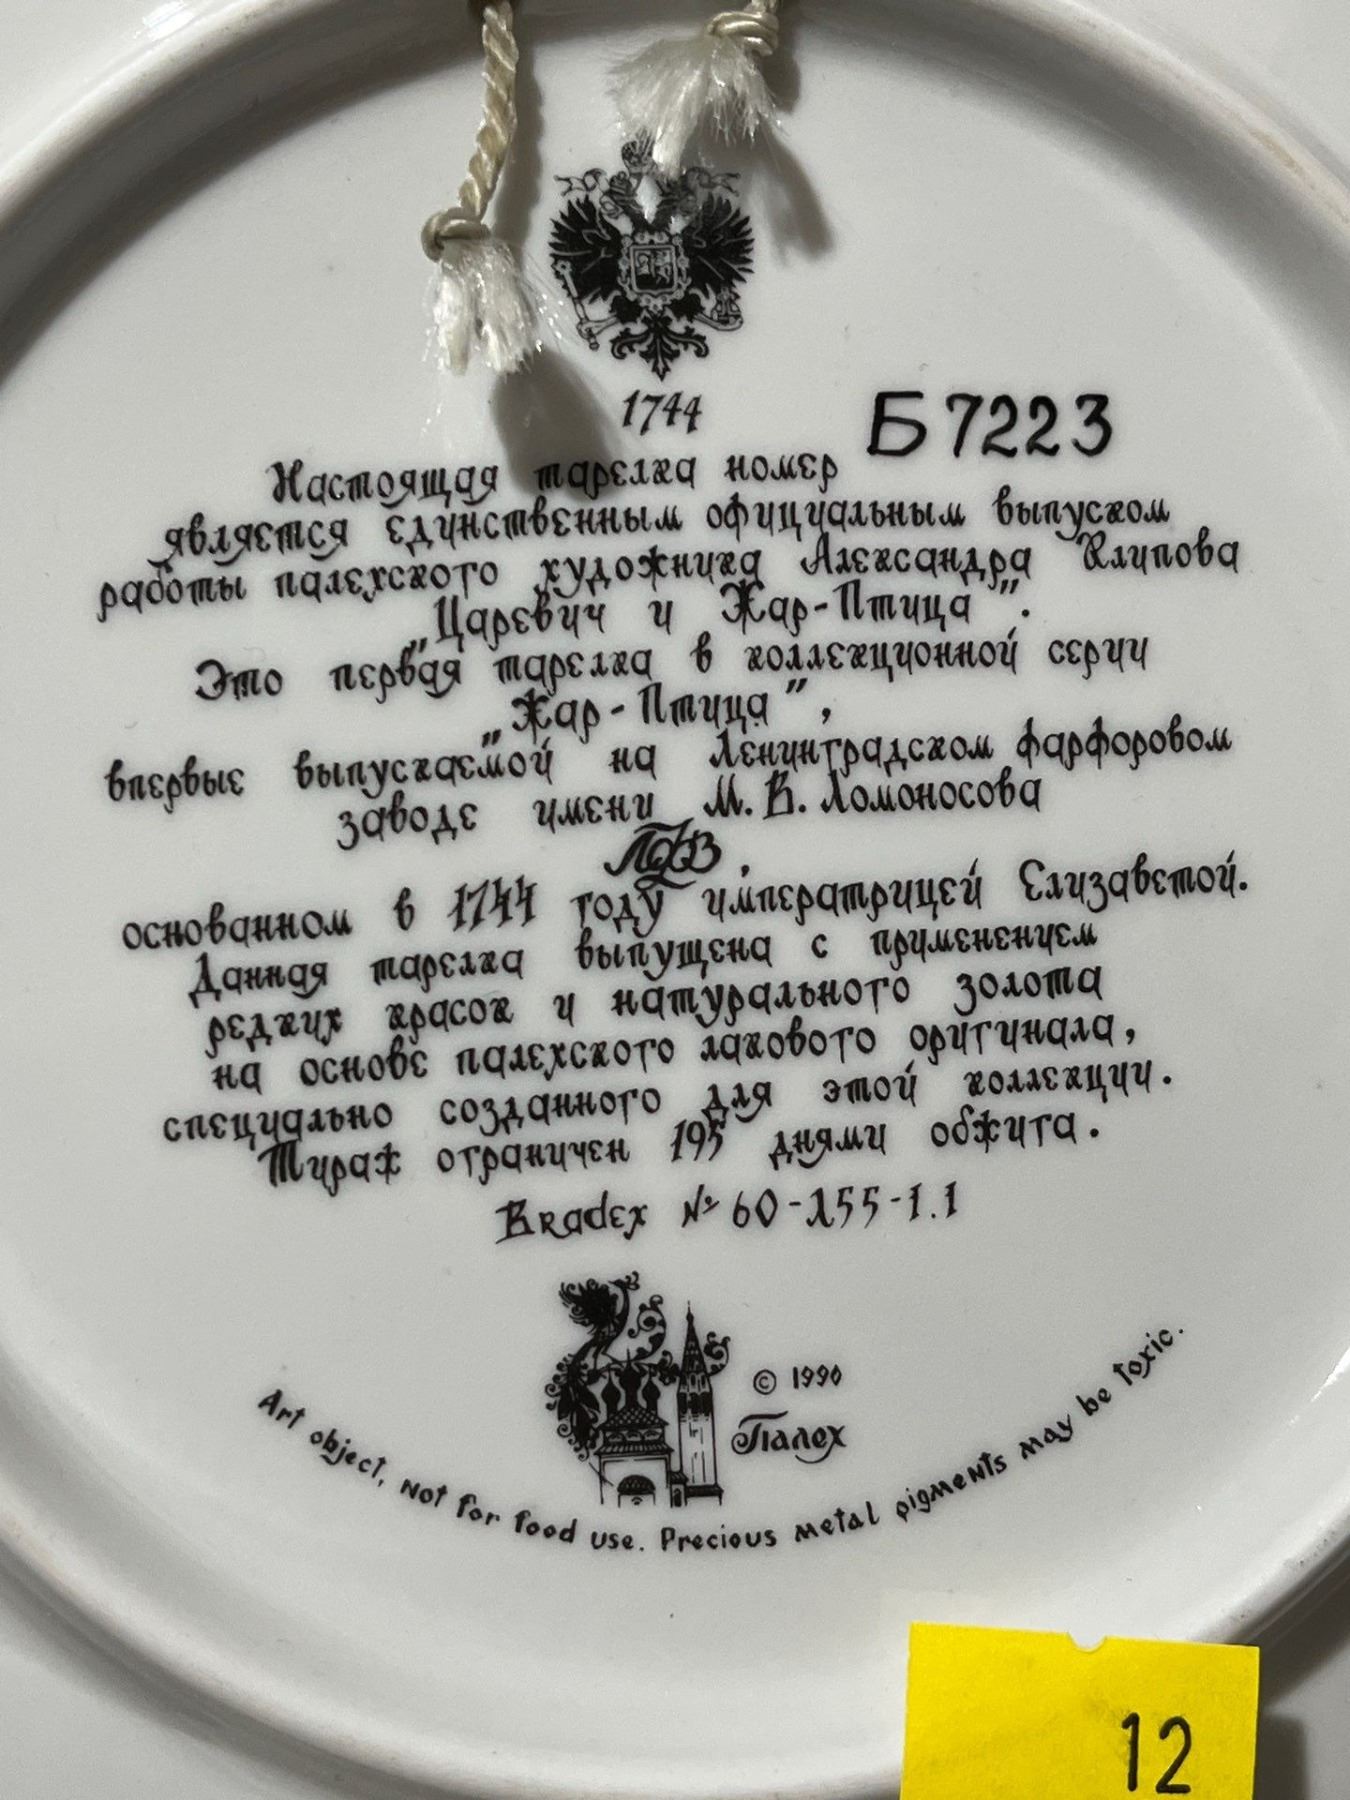 1744
Б 7223
Настоящая тарелка номер
является единственным официальным выпуском
работы палехского художника Александра Клипова
„Царевич и Жар-Птица".
Это первая тарелка в коллекционной серии
„Жар-Птица",
впервые выпускаемой на Ленинградском фарфоровом
заводе имени М. В. Ломоносова
ЛФЗ,
основанном в 1744 году императрицей Елизаветой.
Данная тарелка выпущена с применением
редких красок и натурального золота
на основе палехского лакового оригинала,
специально созданного для этой коллекции.
Тираж ограничен 195 днями обжига.
Bradex № 60-155-1.1
© 1990
Палех
Art object, not for food use. Precious metal pigments may be toxic.
12